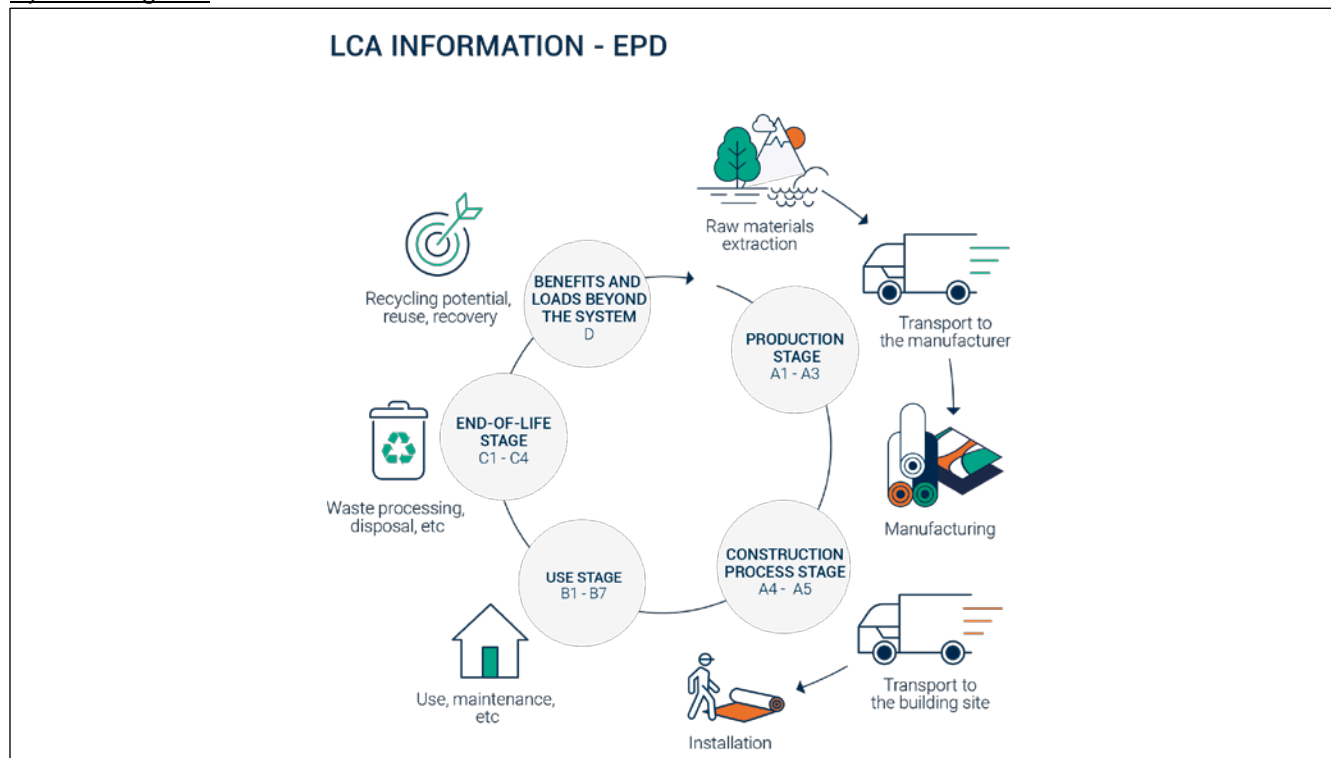 LCA INFORMATION - EPD
Raw materials
extraction
Transport to
the manufacturer
Manufacturing
PRODUCTION
STAGE
A1 - A3
CONSTRUCTION
PROCESS STAGE
A4 - A5
Transport to
the building site
Installation
USE STAGE
B1 - B7
Use, maintenance,
etc
END-OF-LIFE
STAGE
C1 - C4
Waste processing,
disposal, etc
BENEFITS AND
LOADS BEYOND
THE SYSTEM
D
Recycling potential,
reuse, recovery